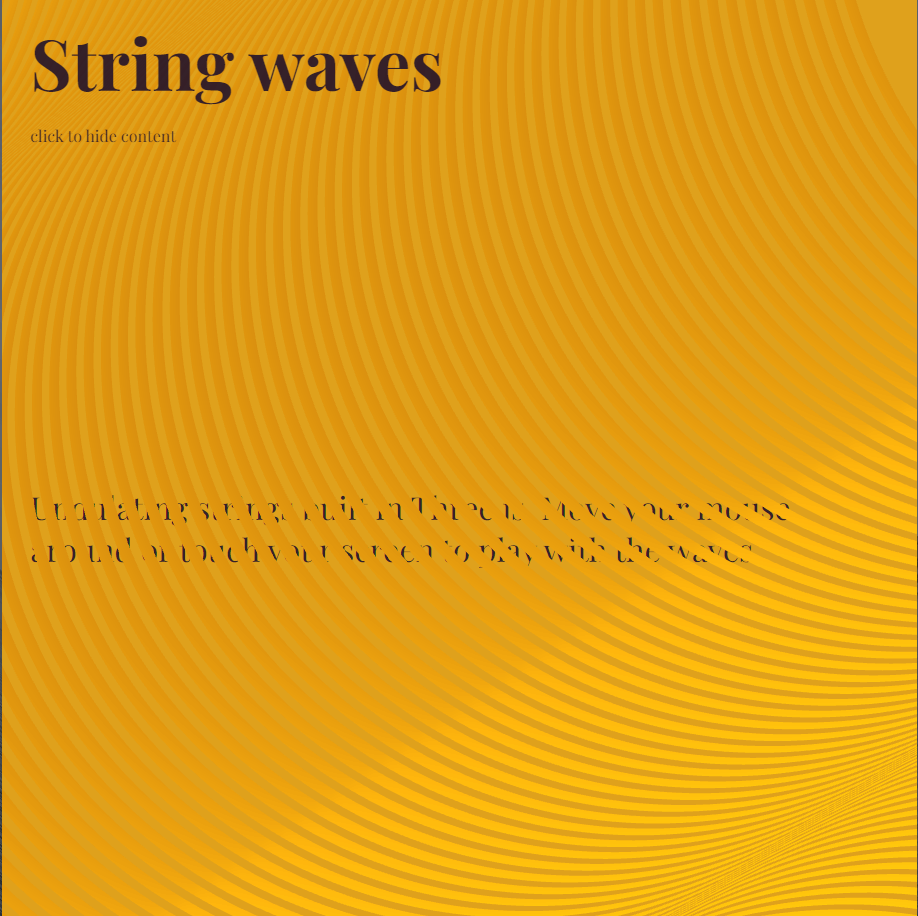 String waves
click to hide content
Undulating strings built in Three.js. Move your mouse
around or touch your screen to play with the waves